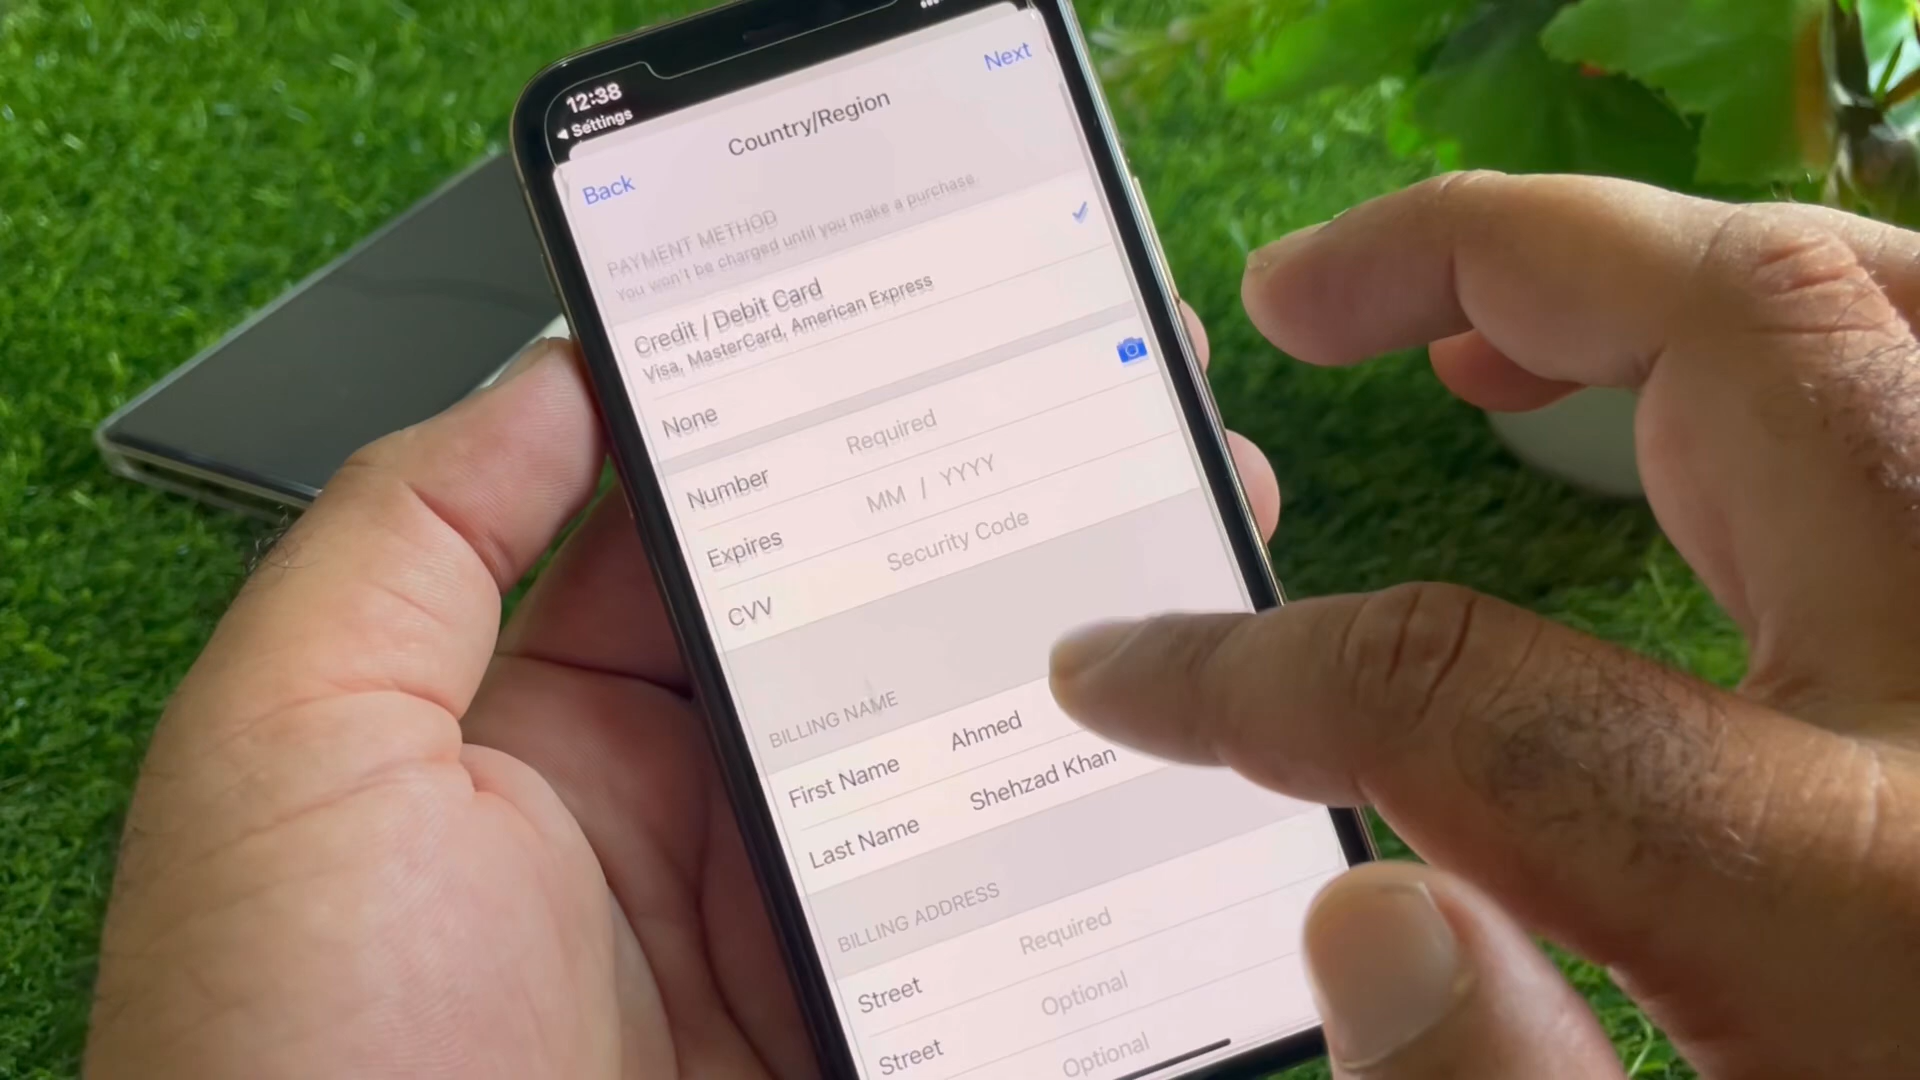 12:38
Settings
Next
Country/Region
Back
PAYMENT METHOD
You won't be charged until you make a purchase.
Credit / Debit Card
Visa, MasterCard, American Express
None
Number Required
Expires MM / YYYY
CVV Security Code
BILLING NAME
First Name Ahmed
Last Name Shehzad Khan
BILLING ADDRESS
Street Required
Street Optional
Optional